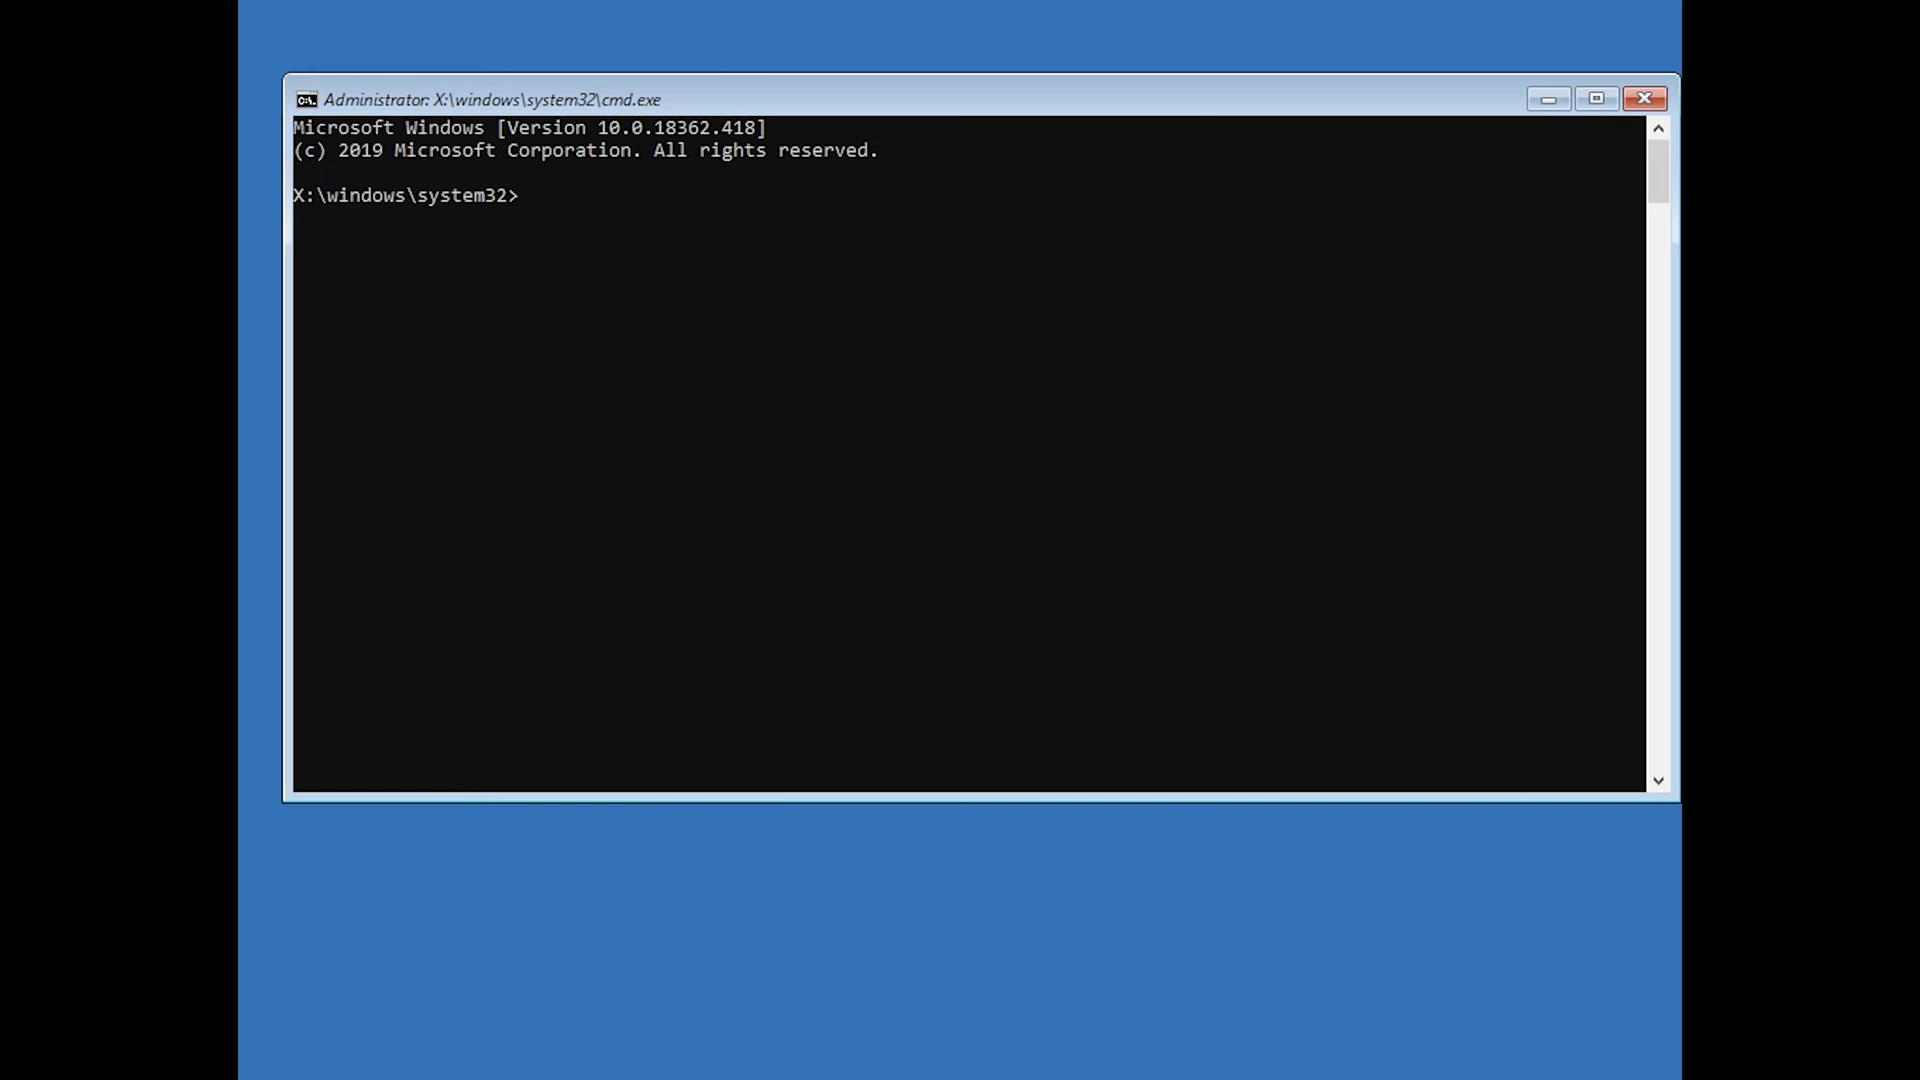 Administrator: X:\windows\system32\cmd.exe
Microsoft Windows [Version 10.0.18362.418]
(c) 2019 Microsoft Corporation. All rights reserved.
X:\windows\system32>